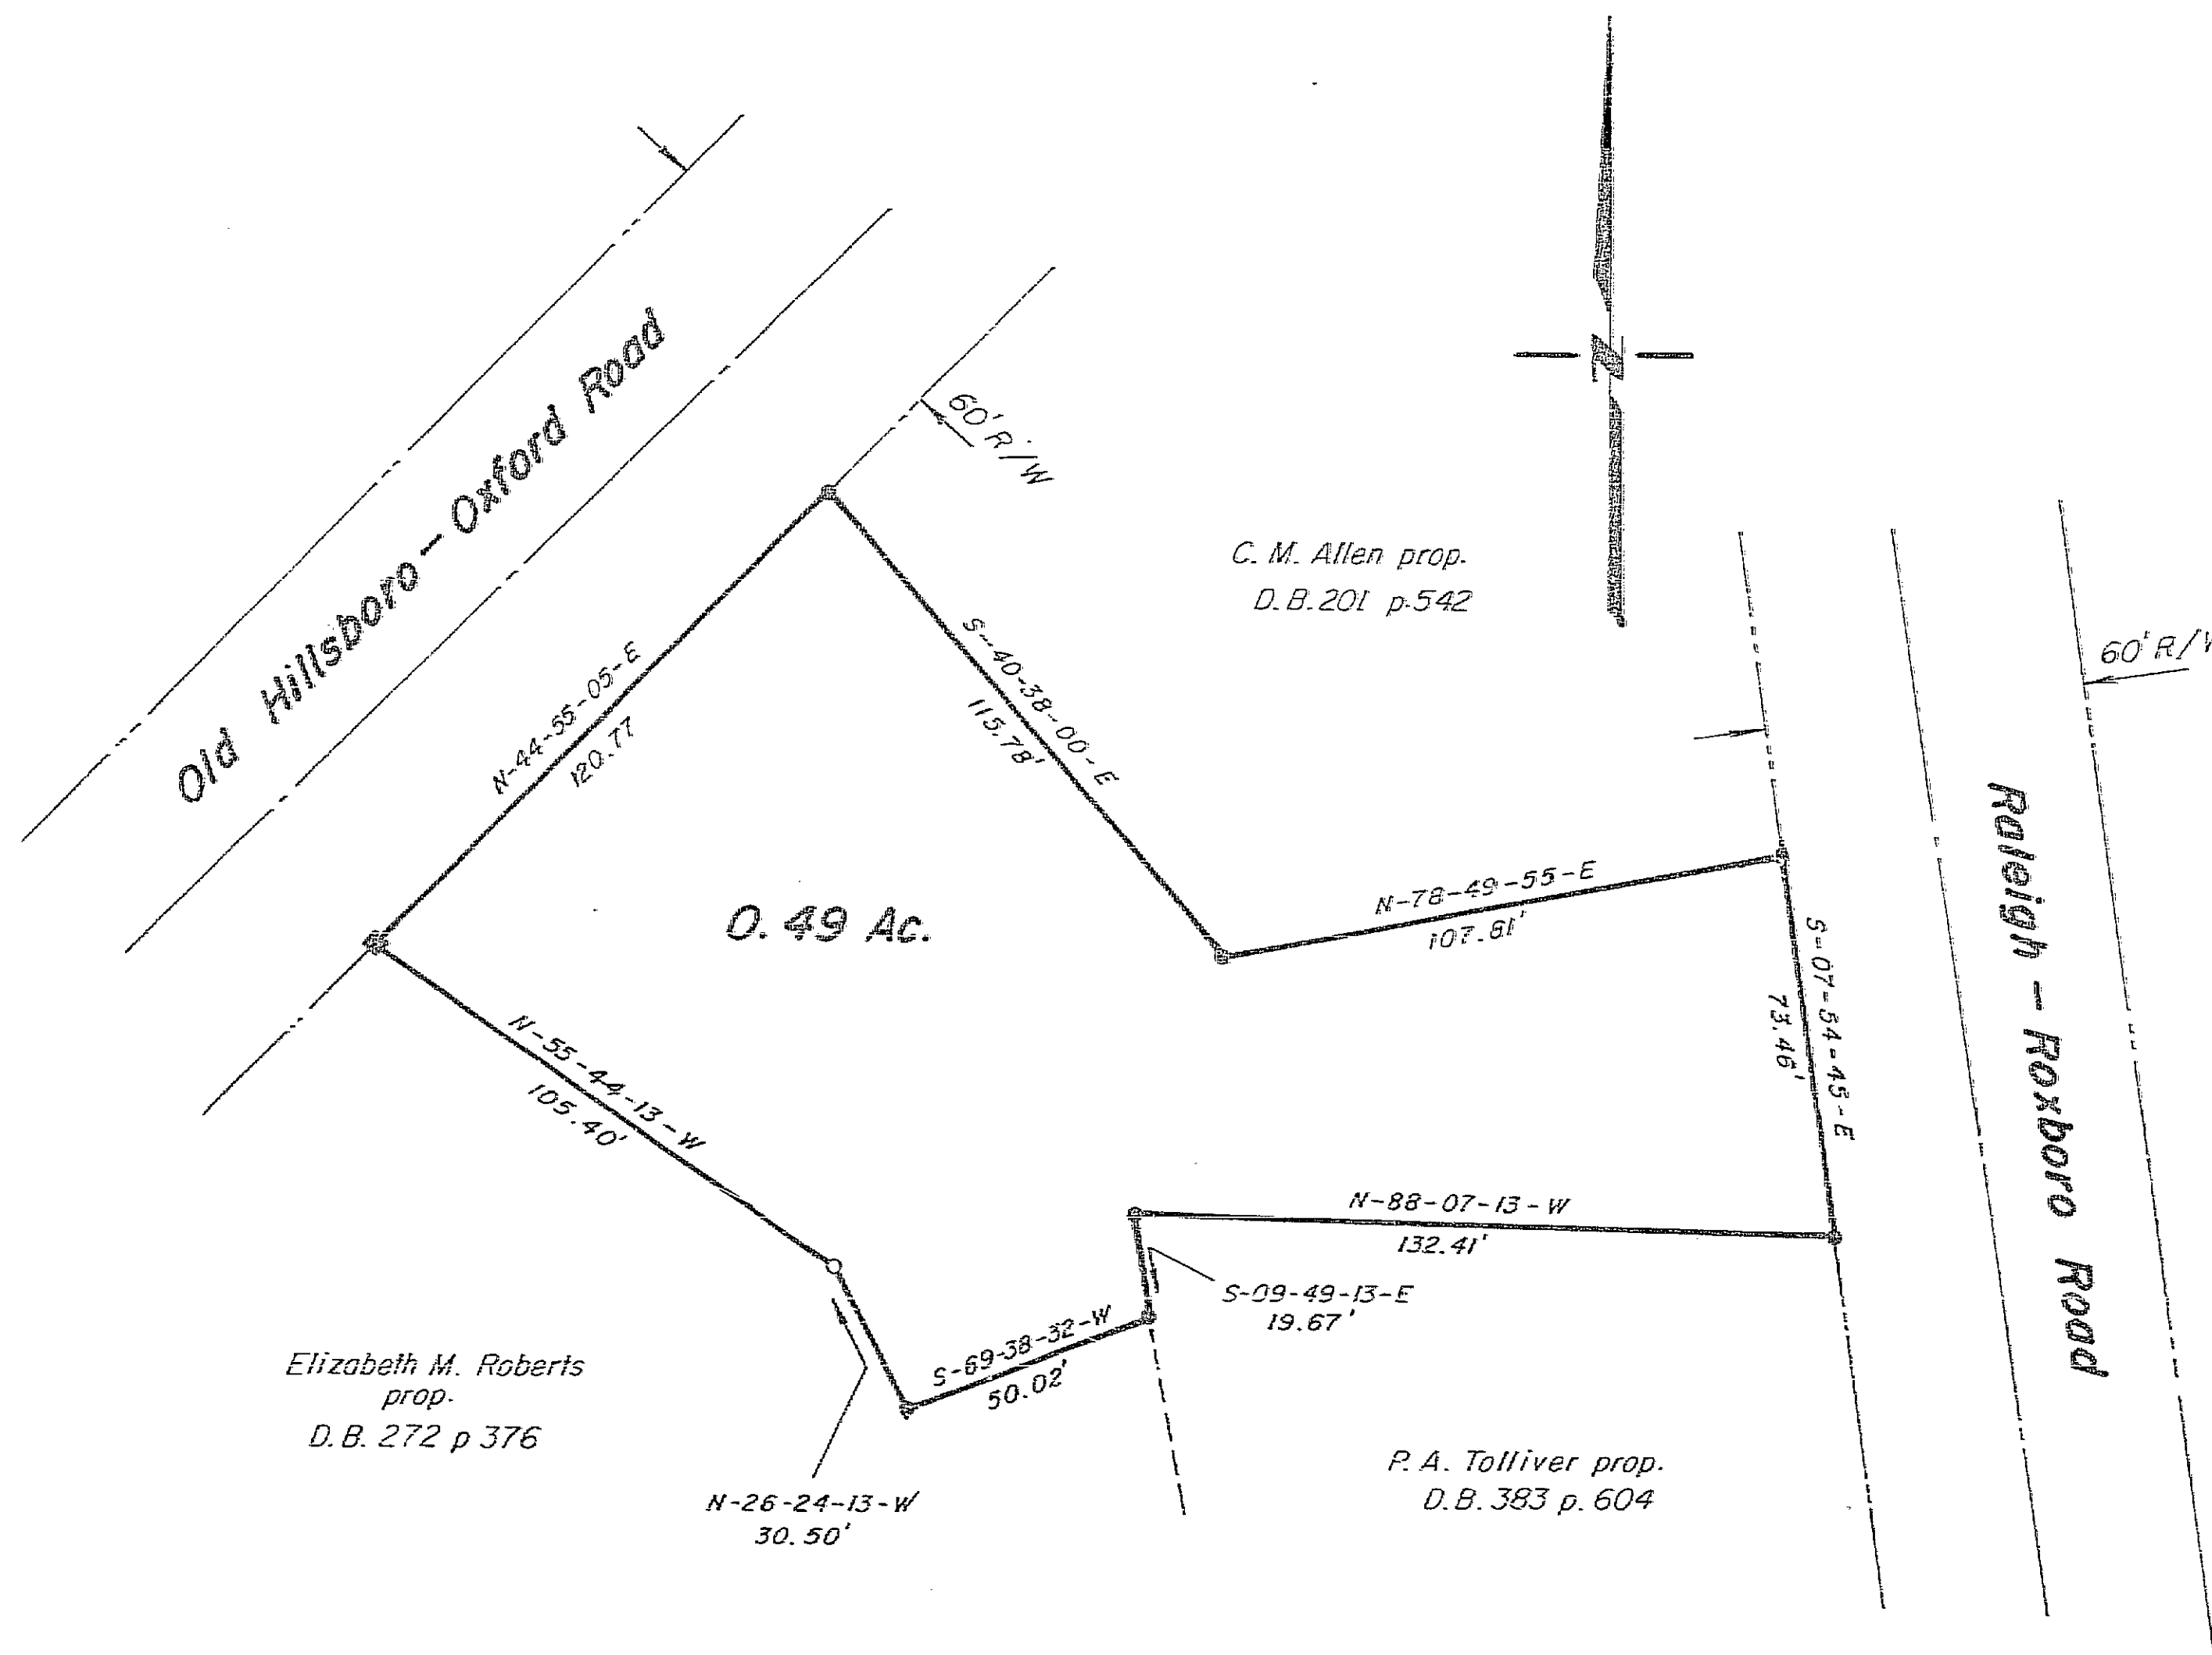 Old Hillsboro - Oxford Road
60' R/W
N
C. M. Allen prop.
D.B. 201 p. 542
60' R/W
N-44-55-05-E
120.77
S-40-38-00-E
115.78'
N-78-49-55-E
107.81'
S-07-54-45-E
73.46'
Raleigh - Roxboro Road
0.49 Ac.
N-55-44-13-W
105.40'
N-88-07-13-W
132.41'
S-09-49-13-E
19.67'
S-69-38-32-W
50.02'
Elizabeth M. Roberts
prop.
D.B. 272 p 376
N-26-24-13-W
30.50'
P. A. Tolliver prop.
D.B. 383 p. 604